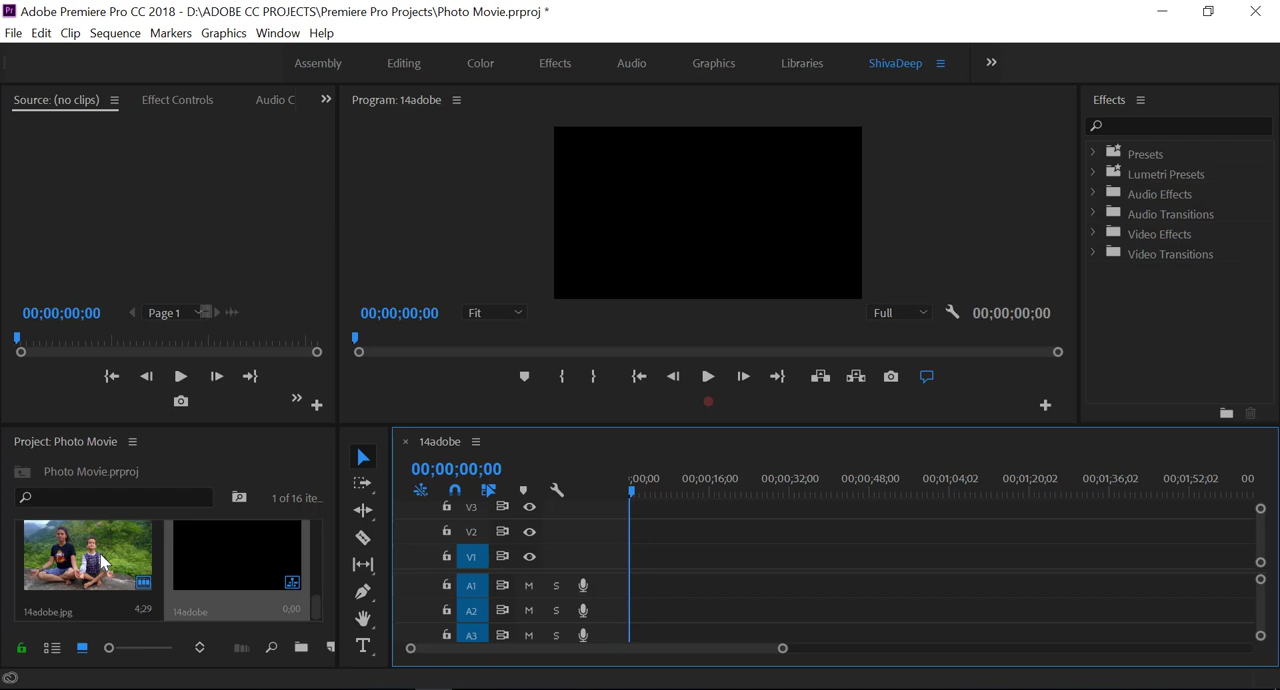 Pr Adobe Premiere Pro CC 2018 - D:\ADOBE CC PROJECTS\Premiere Pro Projects\Photo Movie.prproj *
File Edit Clip Sequence Markers Graphics Window Help
Assembly Editing Color Effects Audio Graphics Libraries ShivaDeep
Source: (no clips) Effect Controls Audio C
Program: 14adobe
Effects
Presets
Lumetri Presets
Audio Effects
Audio Transitions
Video Effects
Video Transitions
00;00;00;00 Page 1
00;00;00;00 Fit Full 00;00;00;00
Project: Photo Movie
Photo Movie.prproj
1 of 16 ite...
14adobe.jpg 4;29
14adobe 0;00
T
14adobe
00;00;00;00
;00;00 00;00;16;00 00;00;32;00 00;00;48;00 00;01;04;02 00;01;20;02 00;01;36;02 00;01;52;02 00
V3
V2
V1
A1 M S
A2 M S
A3 M S